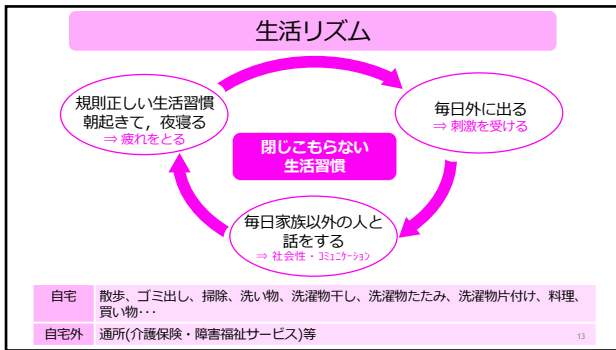 生活リズム
規則正しい生活習慣
朝起きて，夜寝る
⇒ 疲れをとる
毎日外に出る
⇒ 刺激を受ける
閉じこもらない
生活習慣
毎日家族以外の人と
話をする
⇒ 社会性・ｺﾐｭﾆｹｰｼｮﾝ
自宅 散歩、ゴミ出し、掃除、洗い物、洗濯物干し、洗濯物たたみ、洗濯物片付け、料理、
買い物･･･
自宅外 通所(介護保険・障害福祉サービス)等
13